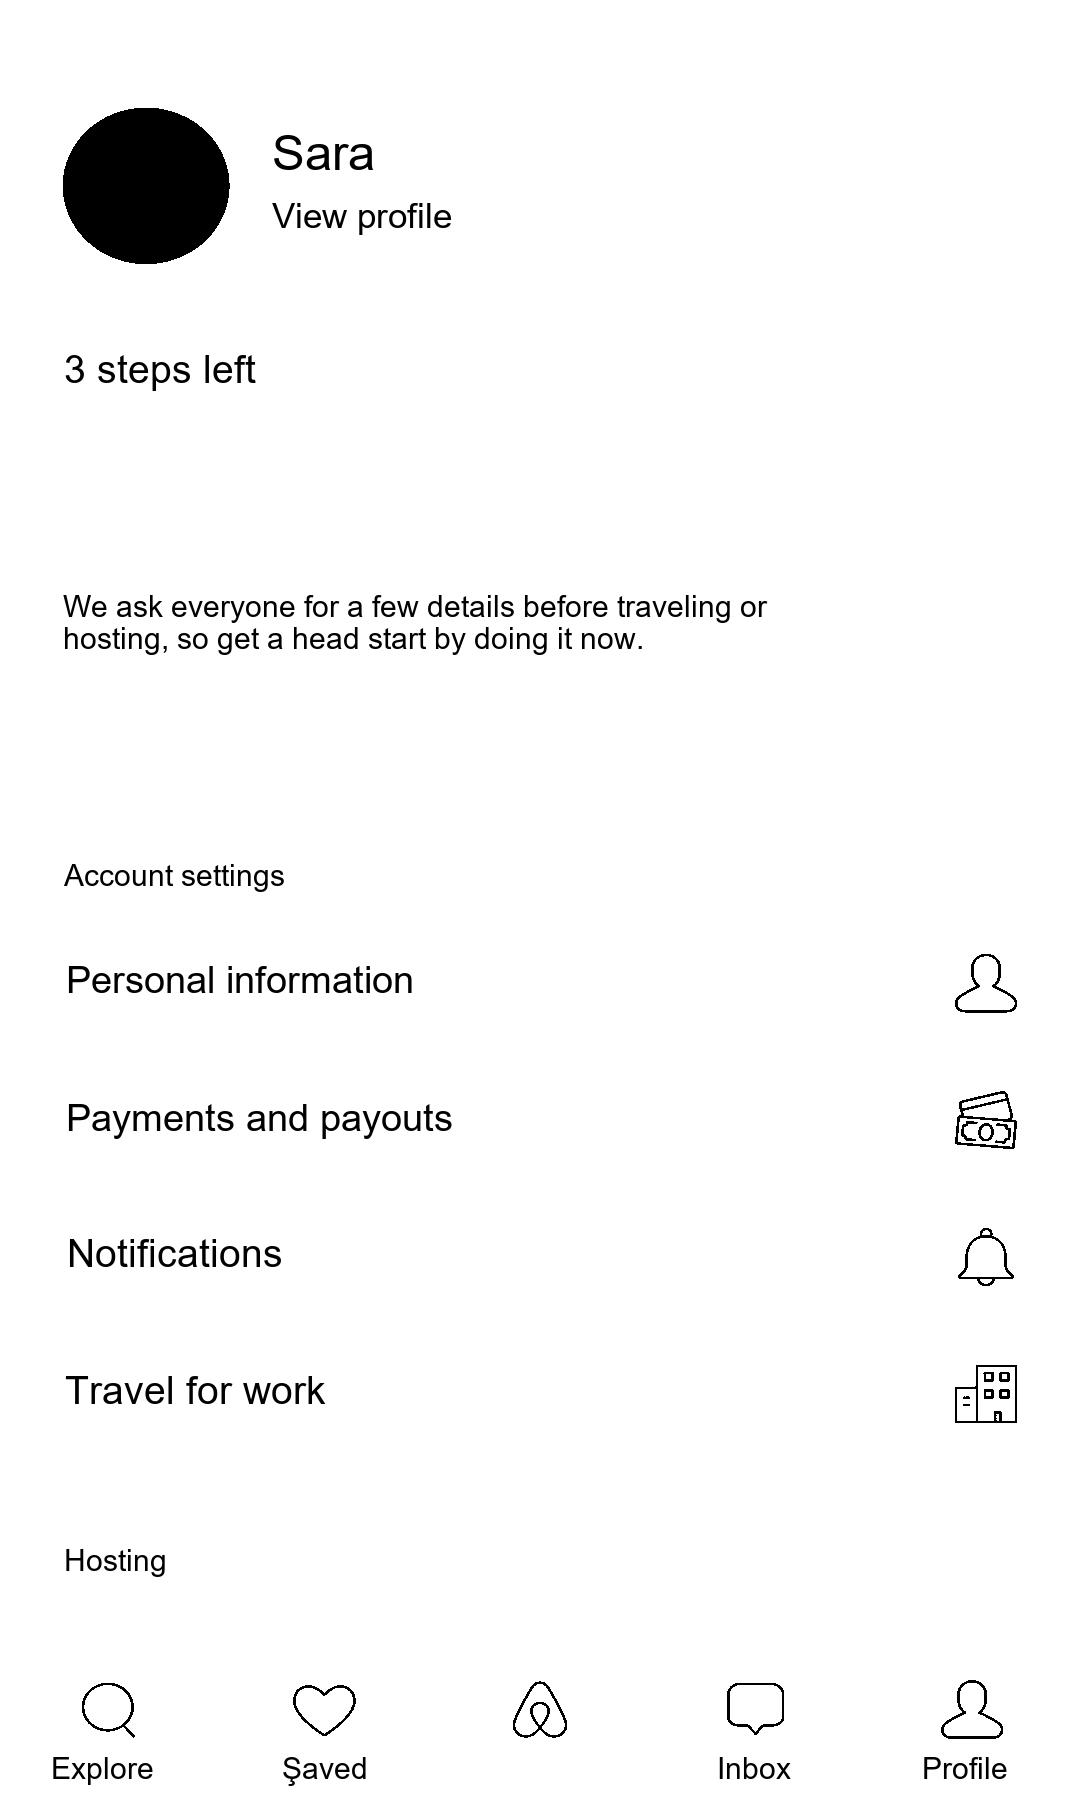 Sara
View profile
3 steps left
We ask everyone for a few details before traveling or
hosting, so get a head start by doing it now.
Account settings
Personal information
Payments and payouts
Notifications
Travel for work
Hosting
Explore
Şaved
Inbox
Profile